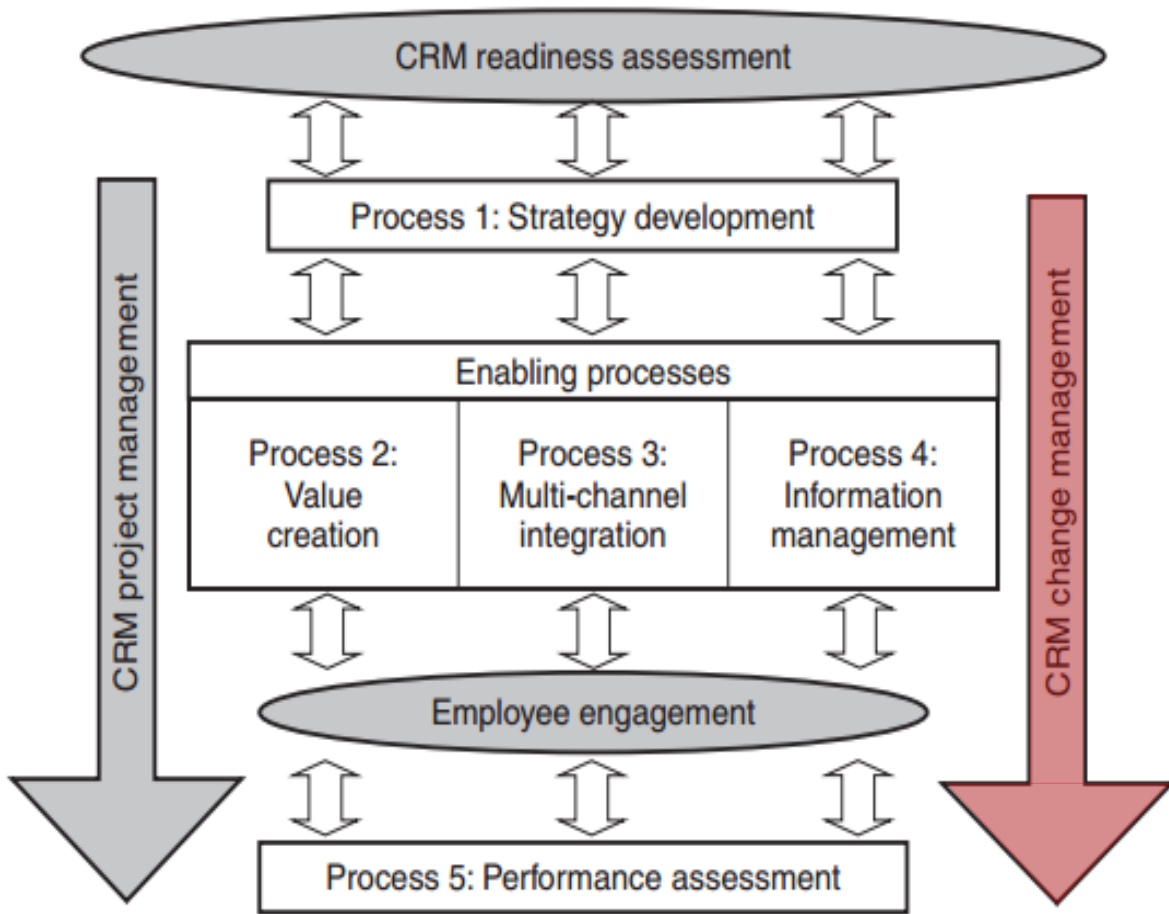 CRM readiness assessment
Process 1: Strategy development
CRM project management
CRM change management
Enabling processes
Process 2:
Value
creation
Process 3:
Multi-channel
integration
Process 4:
Information
management
Employee engagement
Process 5: Performance assessment